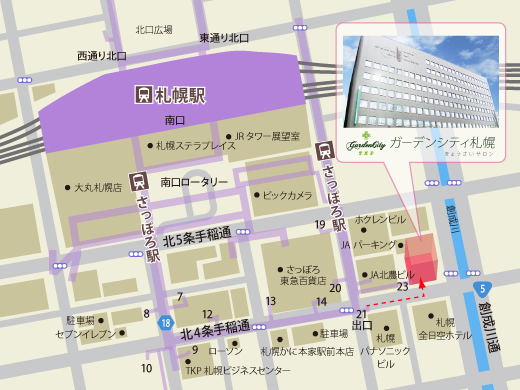 北口広場
東通り北口
西通り北口
札幌駅
南口
JRタワー展望室
札幌ステラプレイス
GardenCity
ガーデンシティ札幌
きょうさいサロン
大丸札幌店
南口ロータリー
さっぽろ駅
さっぽろ駅
ビックカメラ
創成川
19
ホクレンビル
北5条手稲通
JAパーキング
さっぽろ
東急百貨店
JA北農ビル
20
23
5
創成川通
7
13
14
8
12
21
出口
18
駐車場
セブンイレブン
北4条手稲通
駐車場
札幌
全日空ホテル
9
ローソン
札幌かに本家駅前本店
札幌
パナソニック
ビル
10
TKP 札幌ビジネスセンター